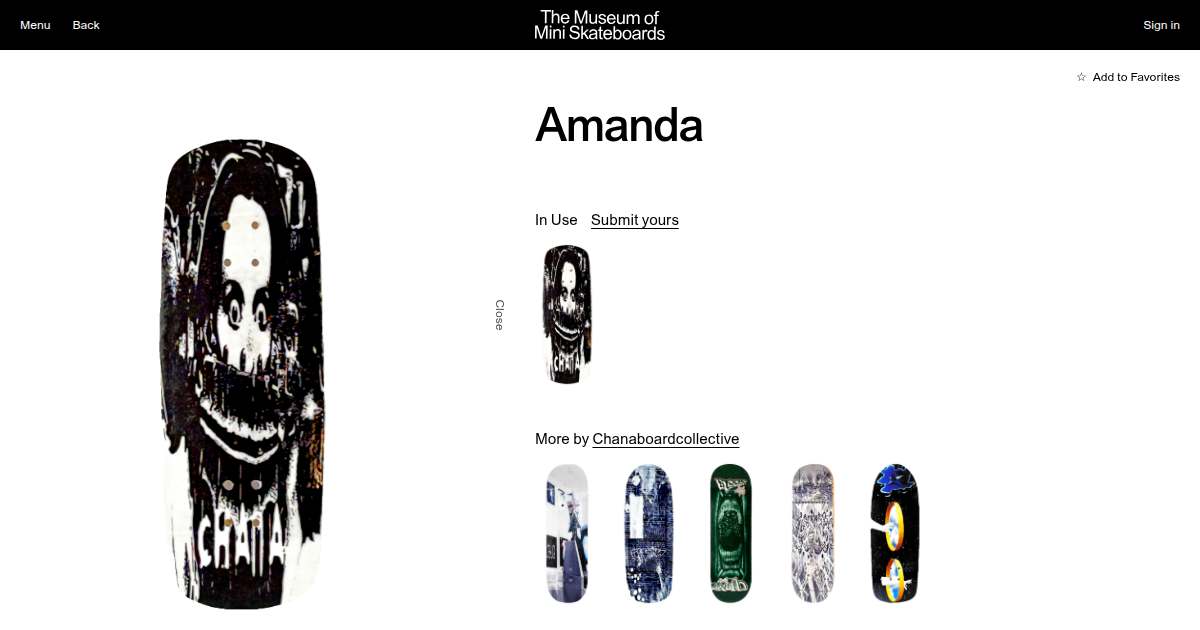 Menu
Back
The Museum of
Mini Skateboards
Sign in
☆ Add to Favorites
Amanda
In Use
Submit yours
Close
CHANA
CHANA
More by Chanaboardcollective